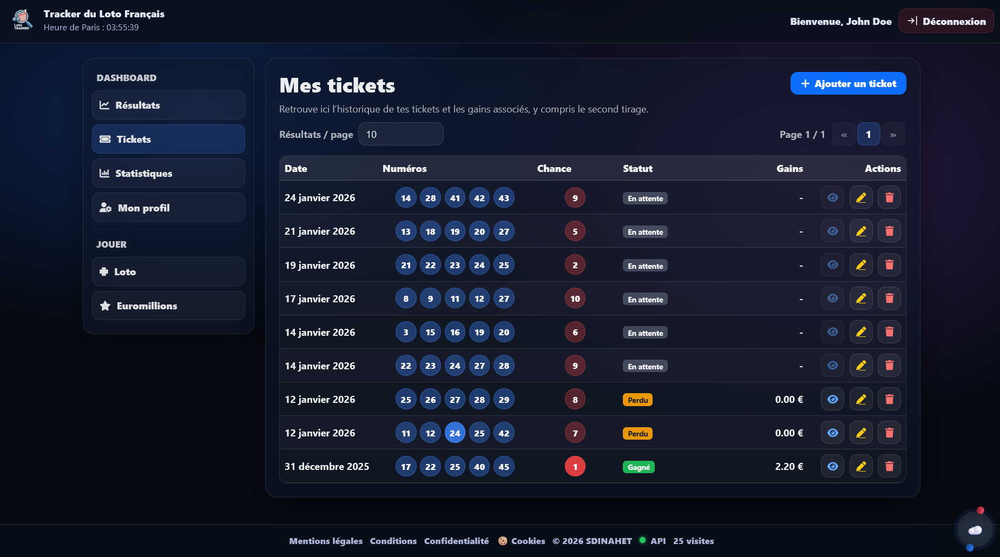 Loto
TRACKER
Tracker du Loto Français
Heure de Paris : 03:55:39
Bienvenue, John Doe
Déconnexion
DASHBOARD
Résultats
Tickets
Statistiques
Mon profil
JOUER
Loto
Euromillions
Mes tickets
Ajouter un ticket
Retrouve ici l’historique de tes tickets et les gains associés, y compris le second tirage.
Résultats / page 10
Page 1 / 1 « 1 »
Date Numéros Chance Statut Gains Actions
24 janvier 2026 14 28 41 42 43 9 En attente -
21 janvier 2026 13 18 19 20 27 5 En attente -
19 janvier 2026 21 22 23 24 25 2 En attente -
17 janvier 2026 8 9 11 12 27 10 En attente -
14 janvier 2026 3 15 16 19 20 6 En attente -
14 janvier 2026 22 23 24 27 28 9 En attente -
12 janvier 2026 25 26 27 28 29 8 Perdu 0.00 €
12 janvier 2026 11 12 24 25 42 7 Perdu 0.00 €
31 décembre 2025 17 22 25 40 45 1 Gagné 2.20 €
Mentions légales Conditions Confidentialité 🍪 Cookies © 2026 SDINAHET API 25 visites